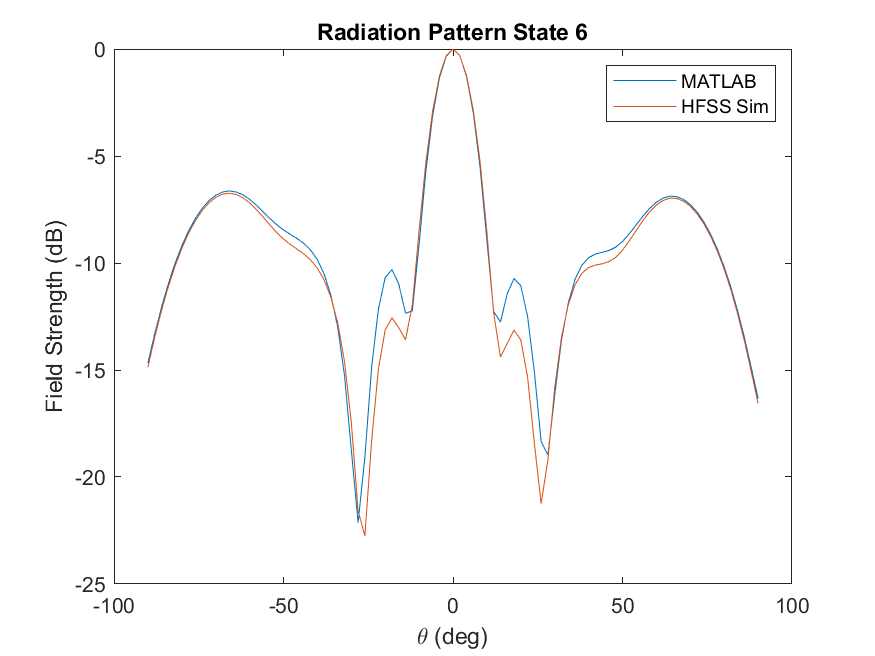 Radiation Pattern State 6
MATLAB
HFSS Sim
Field Strength (dB)
0
-5
-10
-15
-20
-25
-100
-50
0
50
100
θ (deg)